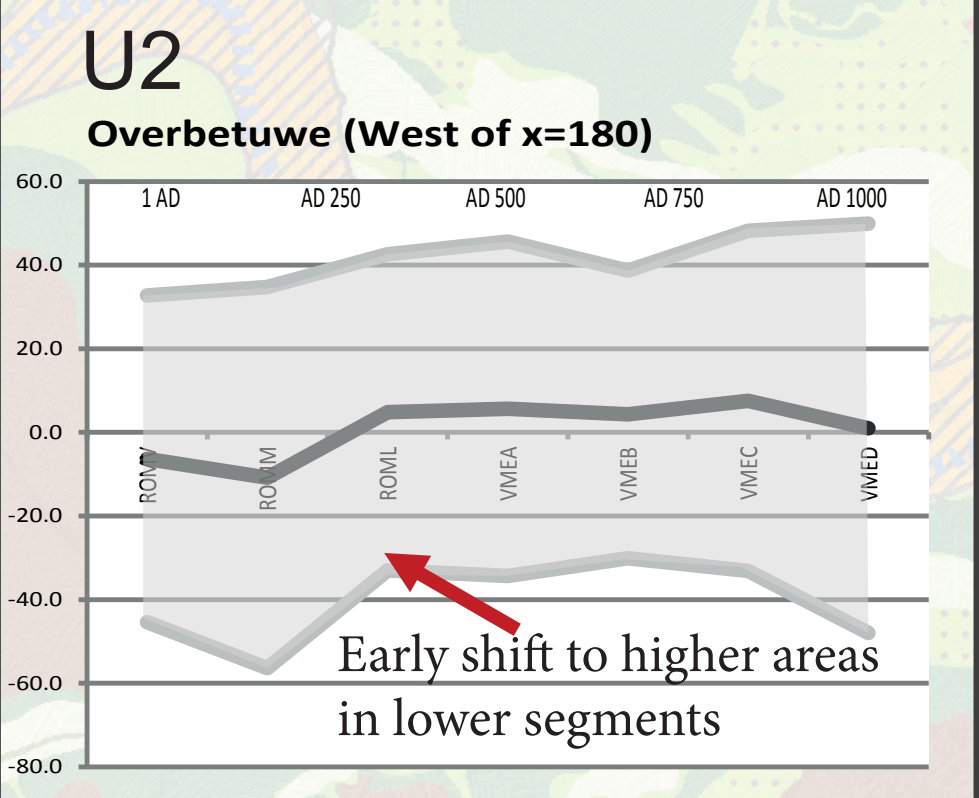 U2
Overbetuwe (West of x=180)
60.0
1 AD AD 250 AD 500 AD 750 AD 1000
40.0
20.0
0.0
ROMV ROMM ROML VMEA VMEB VMEC VMED
-20.0
-40.0
Early shift to higher areas
-60.0
in lower segments
-80.0